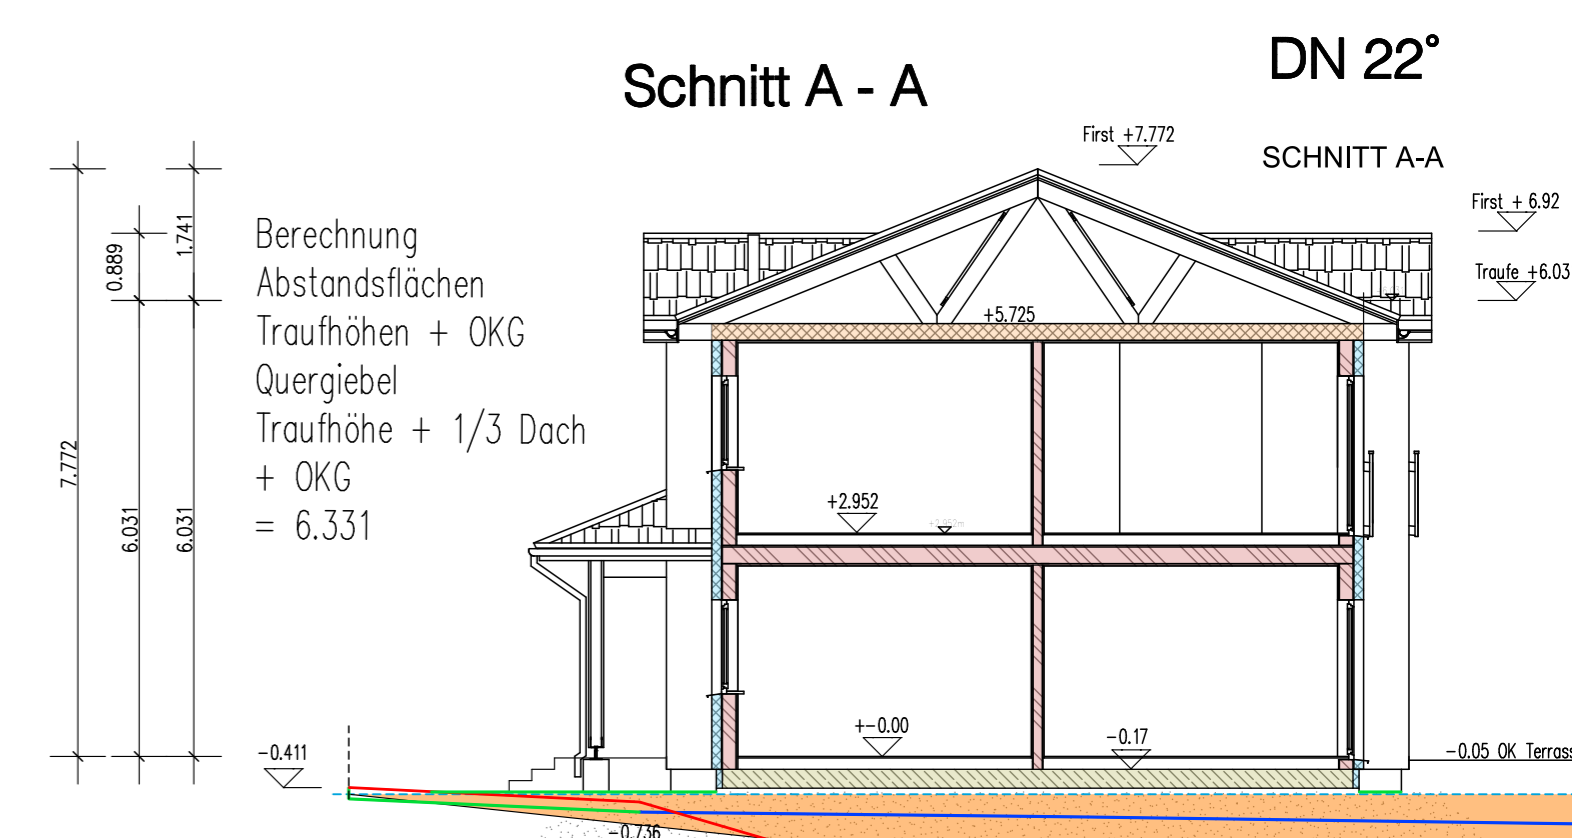 DN 22°
Schnitt A - A
First +7.772
SCHNITT A-A
First + 6.92
Traufe +6.03
0.889
1.741
7.772
6.031
6.031
Berechnung
Abstandsflächen
Traufhöhen + OKG
Quergiebel
Traufhöhe + 1/3 Dach
+ OKG
= 6.331
+5.725
+2.952
+2.952m
+-0.00
-0.17
-0.411
-0.05 OK Terrass
-0.736